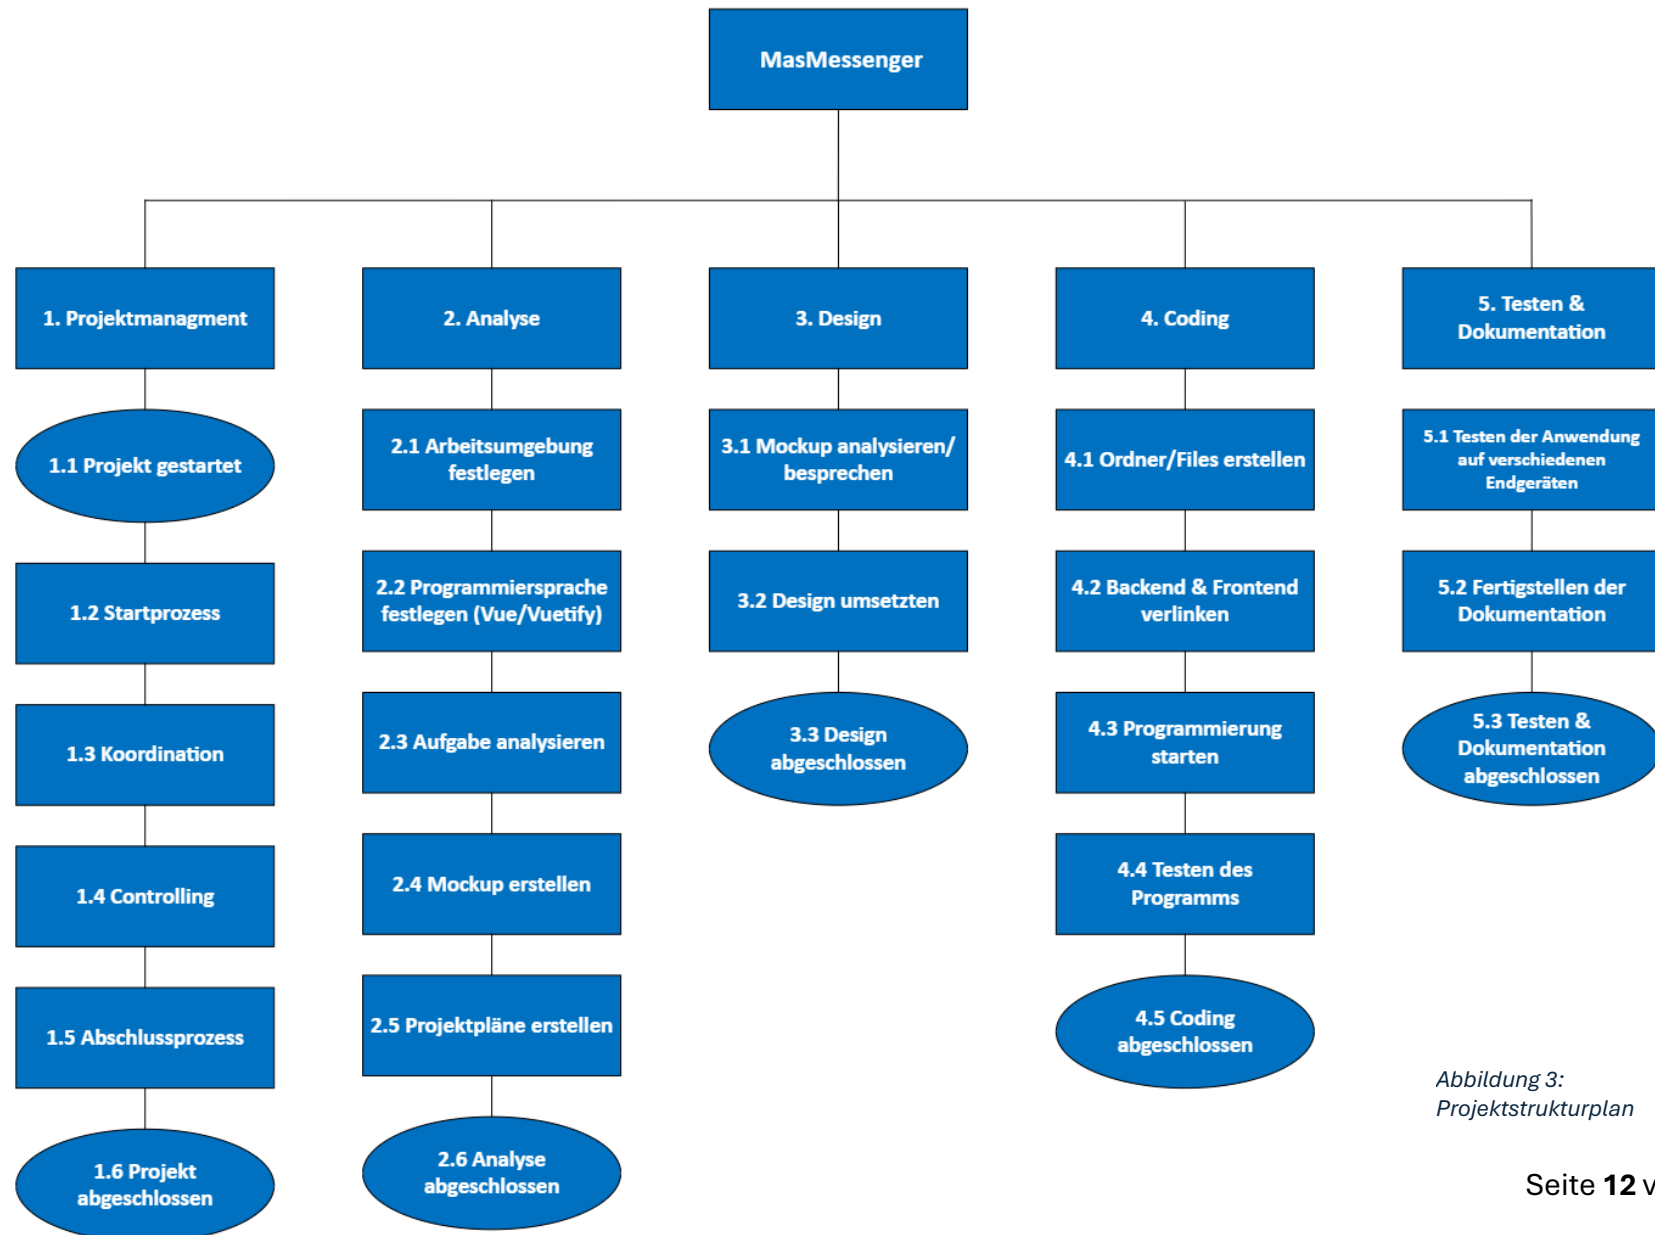 MasMessenger
1. Projektmanagment
1.1 Projekt gestartet
1.2 Startprozess
1.3 Koordination
1.4 Controlling
1.5 Abschlussprozess
1.6 Projekt
abgeschlossen
2. Analyse
2.1 Arbeitsumgebung
festlegen
2.2 Programmiersprache
festlegen (Vue/Vuetify)
2.3 Aufgabe analysieren
2.4 Mockup erstellen
2.5 Projektpläne erstellen
2.6 Analyse
abgeschlossen
3. Design
3.1 Mockup analysieren/
besprechen
3.2 Design umsetzten
3.3 Design
abgeschlossen
4. Coding
4.1 Ordner/Files erstellen
4.2 Backend & Frontend
verlinken
4.3 Programmierung
starten
4.4 Testen des
Programms
4.5 Coding
abgeschlossen
5. Testen &
Dokumentation
5.1 Testen der Anwendung
auf verschiedenen
Endgeräten
5.2 Fertigstellen der
Dokumentation
5.3 Testen &
Dokumentation
abgeschlossen
Abbildung 3:
Projektstrukturplan
Seite 12 v